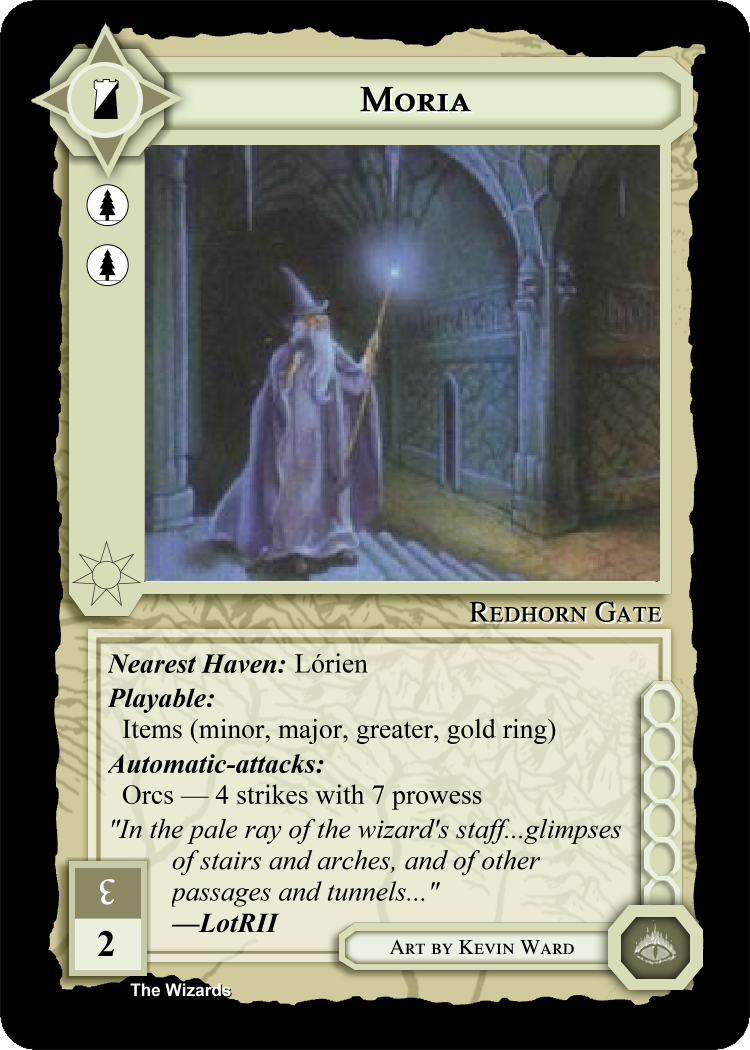 Moria
Redhorn Gate
Nearest Haven: Lórien
Playable:
Items (minor, major, greater, gold ring)
Automatic-attacks:
Orcs — 4 strikes with 7 prowess
"In the pale ray of the wizard's staff...glimpses
of stairs and arches, and of other
passages and tunnels..."
—LotRII
ε
2
Art by Kevin Ward
The Wizards